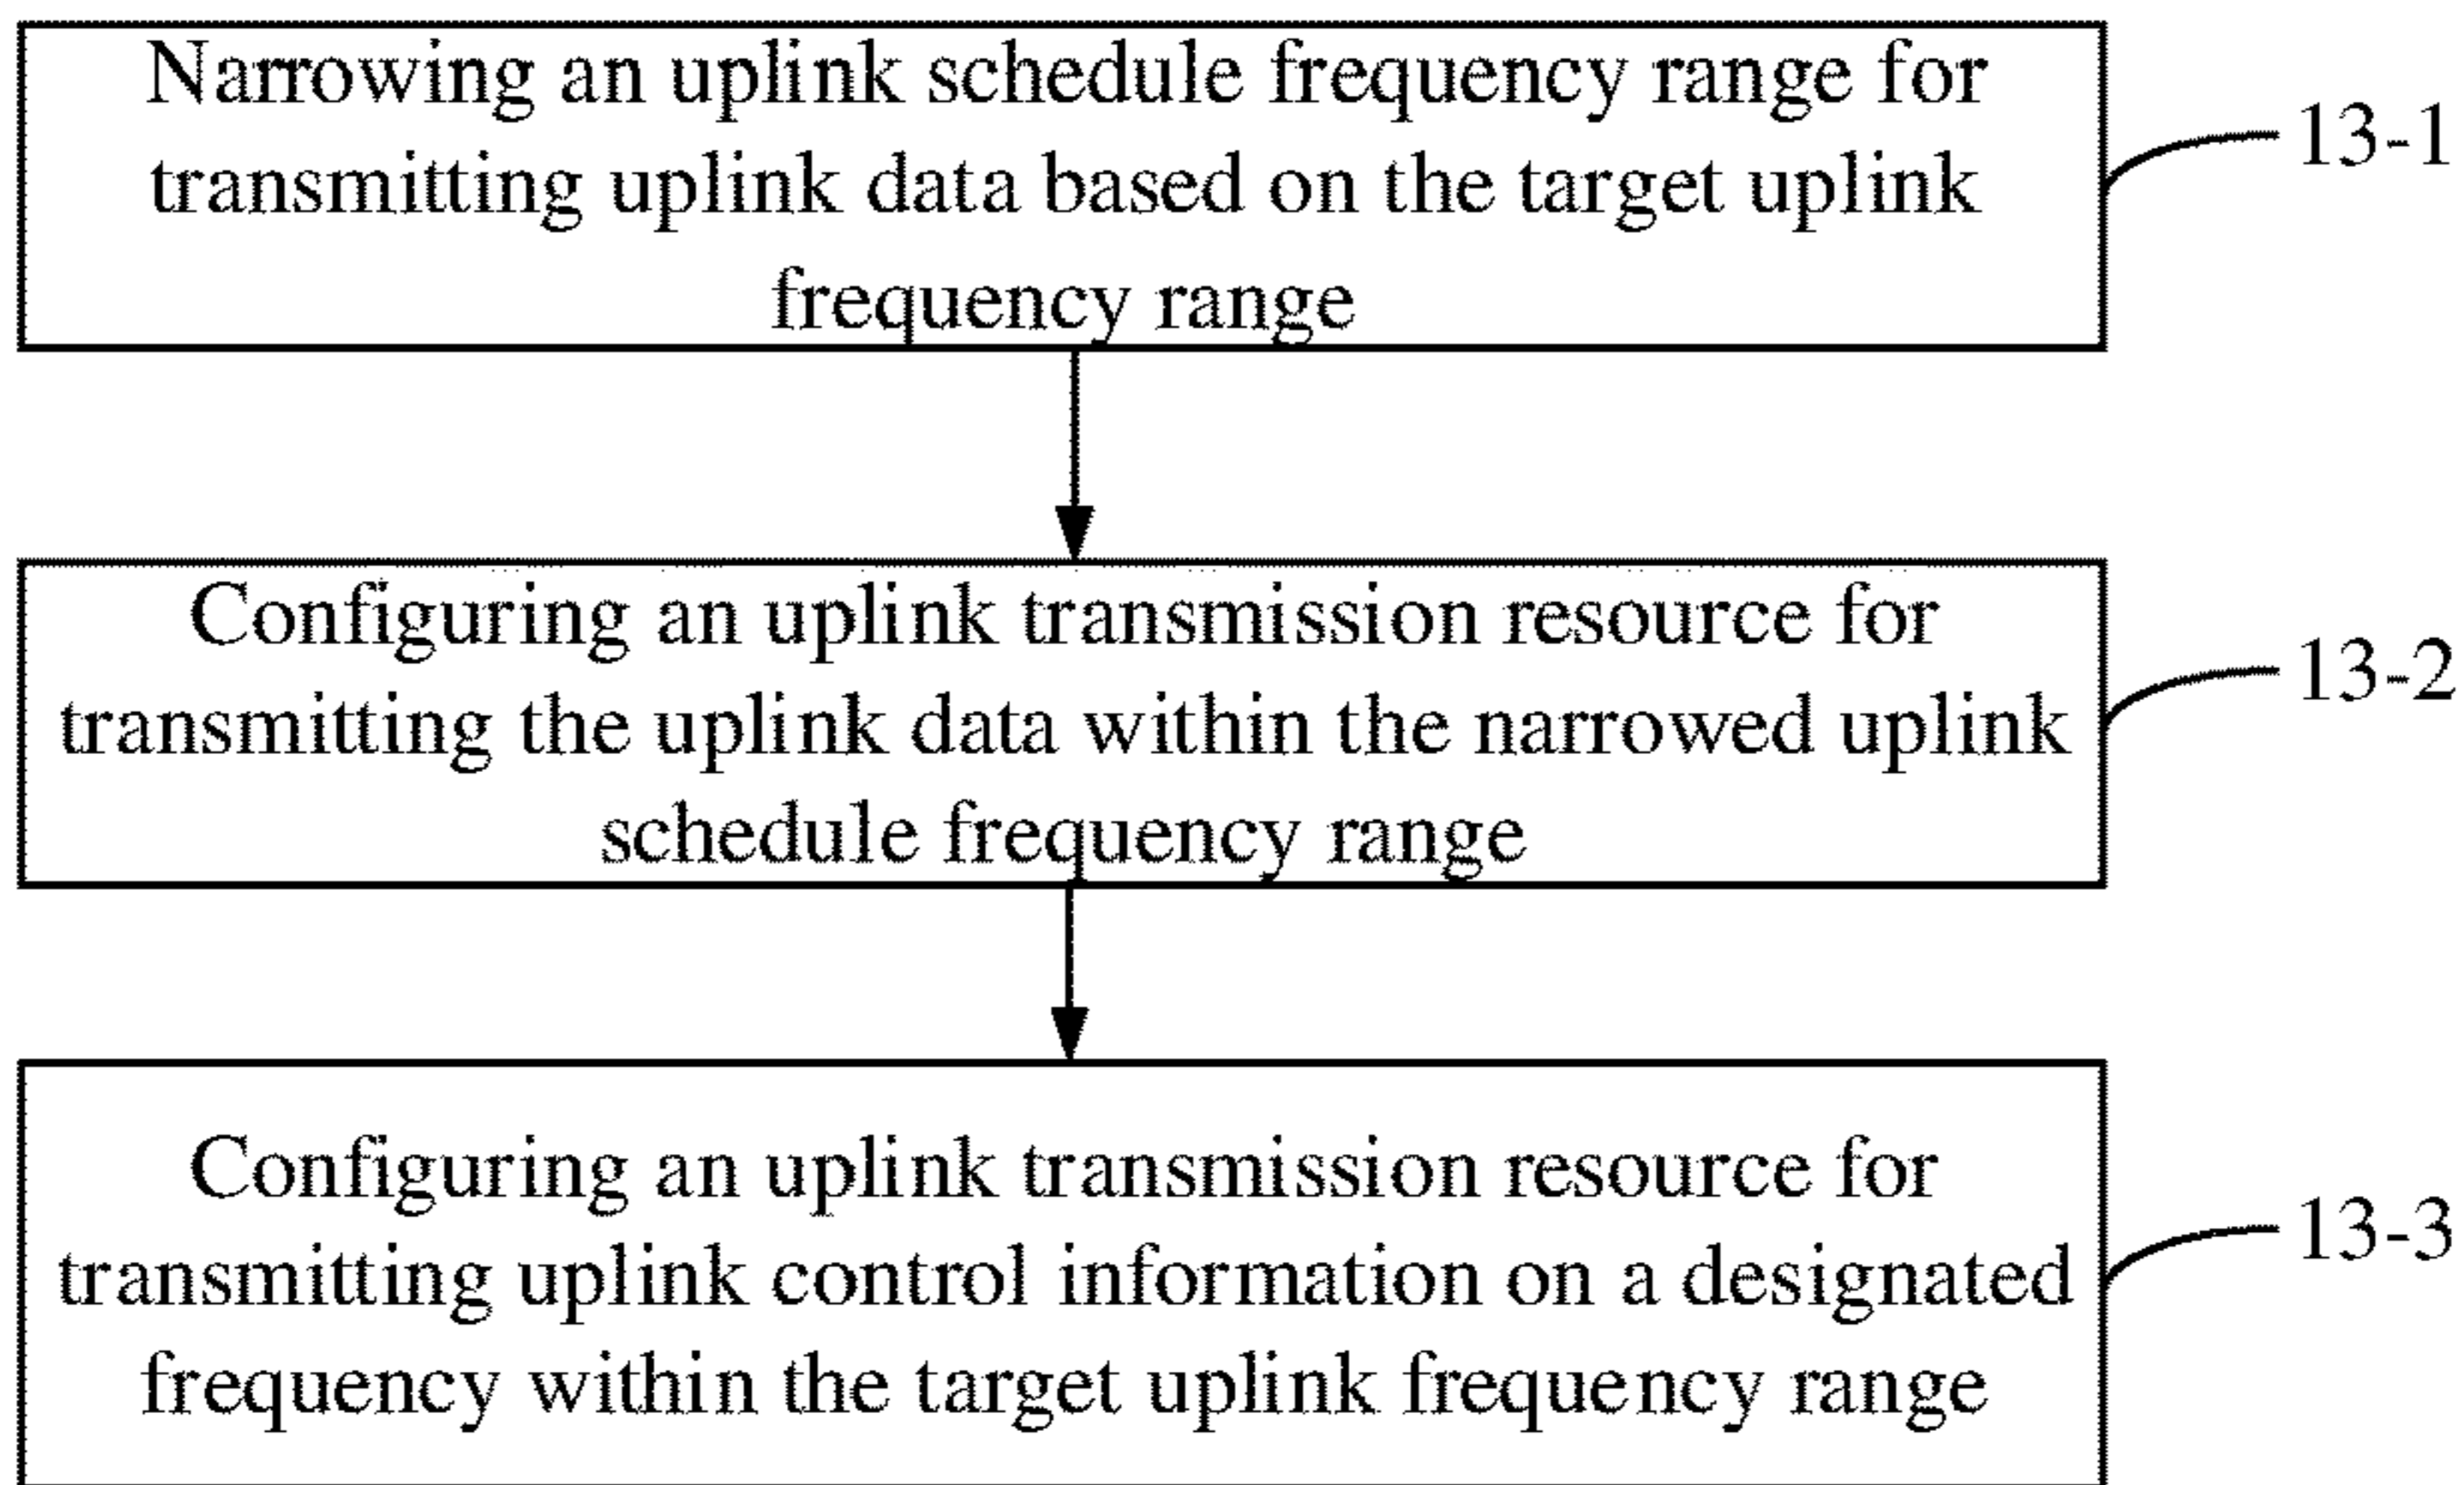 Narrowing an uplink schedule frequency range for
transmitting uplink data based on the target uplink
frequency range
13-1
Configuring an uplink transmission resource for
transmitting the uplink data within the narrowed uplink
schedule frequency range
13-2
Configuring an uplink transmission resource for
transmitting uplink control information on a designated
frequency within the target uplink frequency range
13-3